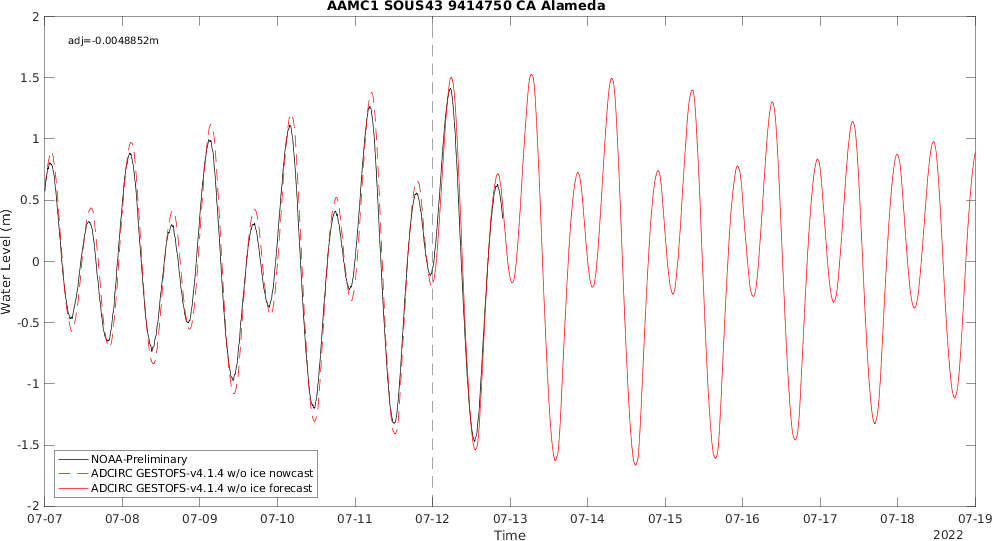 AAMC1 SOUS43 9414750 CA Alameda
adj=-0.0048852m
2
1.5
1
0.5
0
-0.5
-1
-1.5
-2
Water Level (m)
NOAA-Preliminary
ADCIRC GESTOFS-v4.1.4 w/o ice nowcast
ADCIRC GESTOFS-v4.1.4 w/o ice forecast
07-07 07-08 07-09 07-10 07-11 07-12 07-13 07-14 07-15 07-16 07-17 07-18 07-19
Time
2022